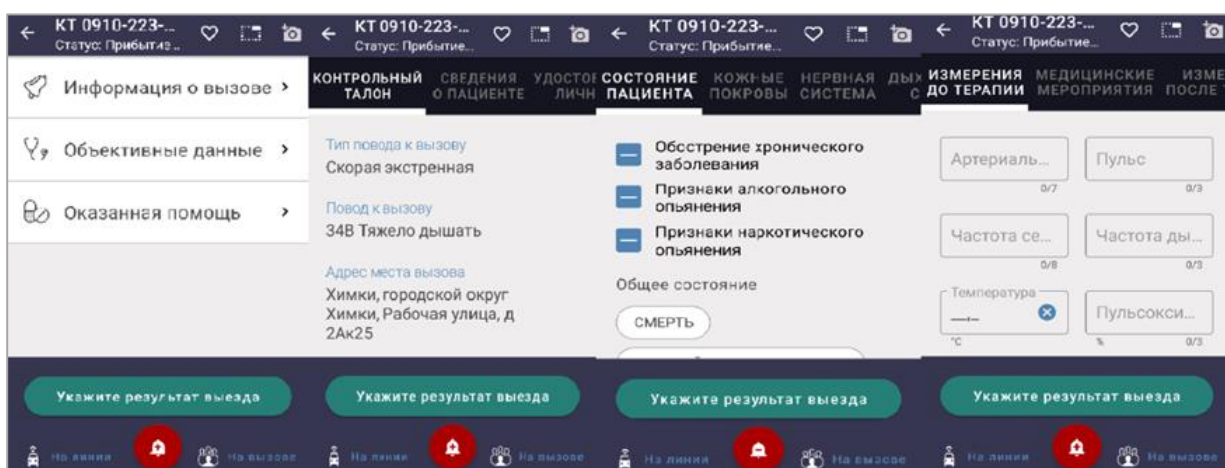 КТ 0910-223-...
Статус: Прибытие..
Информация о вызове
Объективные данные
Оказанная помощь
Укажите результат выезда
На линии
На вызове
КТ 0910-223-...
Статус: Прибытие...
КОНТРОЛЬНЫЙ ТАЛОН
СВЕДЕНИЯ О ПАЦИЕНТЕ
УДОСТОВ
ЛИЧН
Тип повода к вызову
Скорая экстренная
Повод к вызову
34В Тяжело дышать
Адрес места вызова
Химки, городской округ
Химки, Рабочая улица, д
2Ак25
Укажите результат выезда
На линии
На вызове
КТ 0910-223-...
Статус: Прибытие...
СОСТОЯНИЕ ПАЦИЕНТА
КОЖНЫЕ ПОКРОВЫ
НЕРВНАЯ СИСТЕМА
ДЫХ
С
Обострение хронического
заболевания
Признаки алкогольного
опьянения
Признаки наркотического
опьянения
Общее состояние
СМЕРТЬ
Укажите результат выезда
На линии
На вызове
КТ 0910-223-...
Статус: Прибытие...
ИЗМЕРЕНИЯ ДО ТЕРАПИИ
МЕДИЦИНСКИЕ МЕРОПРИЯТИЯ
ИЗМЕ
ПОСЛЕ
Артериаль...
0/7
Пульс
0/3
Частота се...
0/8
Частота ды...
0/3
Температура
__,_
°C
Пульсокси...
%
0/3
Укажите результат выезда
На линии
На вызове